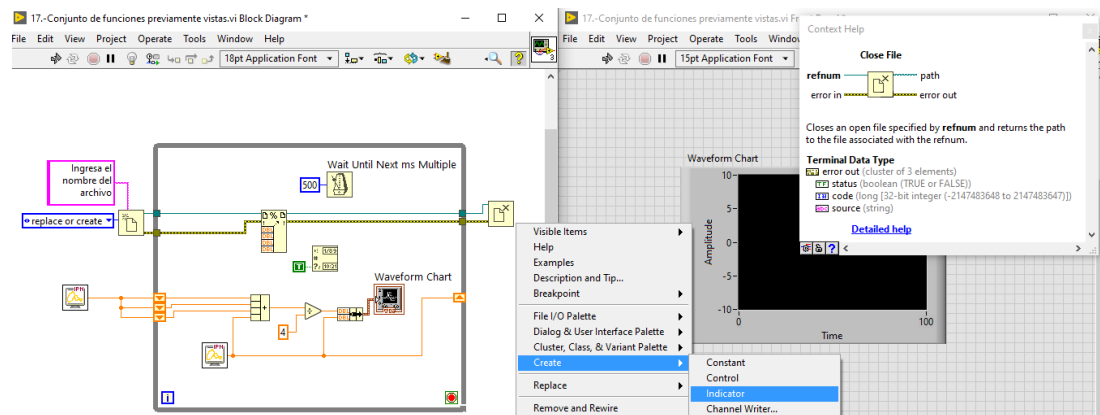 17.-Conjunto de funciones previamente vistas.vi Block Diagram *
File Edit View Project Operate Tools Window Help
18pt Application Font
3
Ingresa el
nombre del
archivo
replace or create
Wait Until Next ms Multiple
500
Waveform Chart
4
i
Visible Items
Help
Examples
Description and Tip...
Breakpoint
File I/O Palette
Dialog & User Interface Palette
Cluster, Class, & Variant Palette
Create
Replace
Remove and Rewire
Constant
Control
Indicator
Channel Writer...
17.-Conjunto de funciones previamente vistas.vi
File Edit View Project Operate Tools
15pt Application Font
Waveform Chart
Amplitude
10
5
0
-5
-10
0
100
Time
Context Help
Close File
refnum
path
error in
error out
Closes an open file specified by refnum and returns the path
to the file associated with the refnum.
Terminal Data Type
error out (cluster of 3 elements)
TF status (boolean (TRUE or FALSE))
code (long [32-bit integer (-2147483648 to 2147483647)])
source (string)
Detailed help